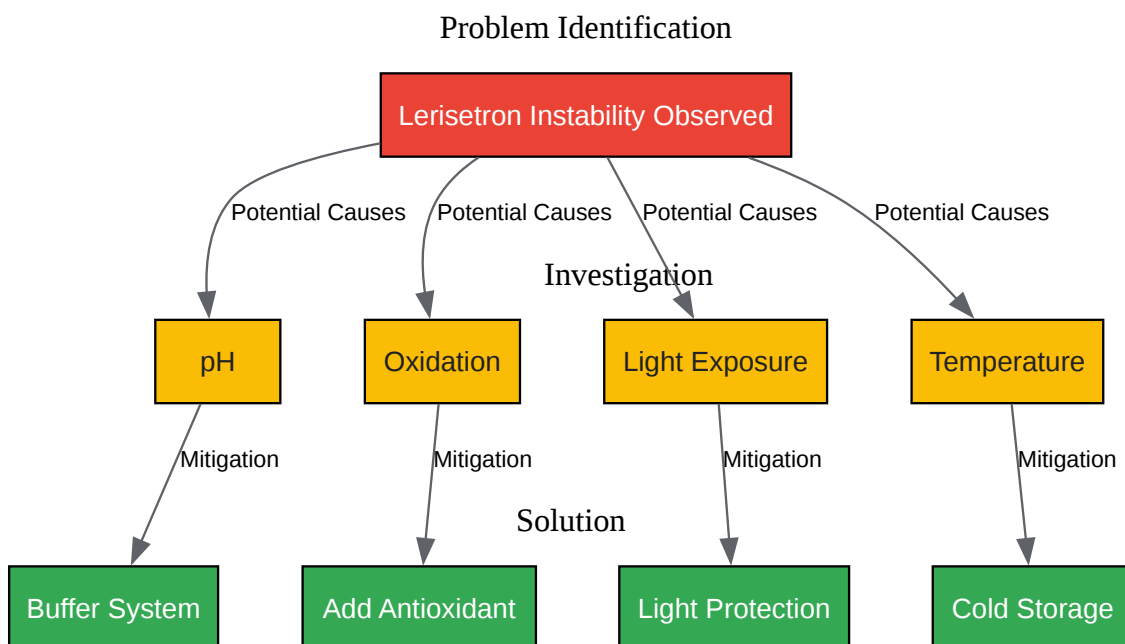 Problem Identification
Lerisetron Instability Observed
Potential Causes
Potential Causes
Potential Causes
Potential Causes
Investigation
pH
Oxidation
Light Exposure
Temperature
Mitigation
Mitigation
Mitigation
Mitigation
Solution
Buffer System
Add Antioxidant
Light Protection
Cold Storage